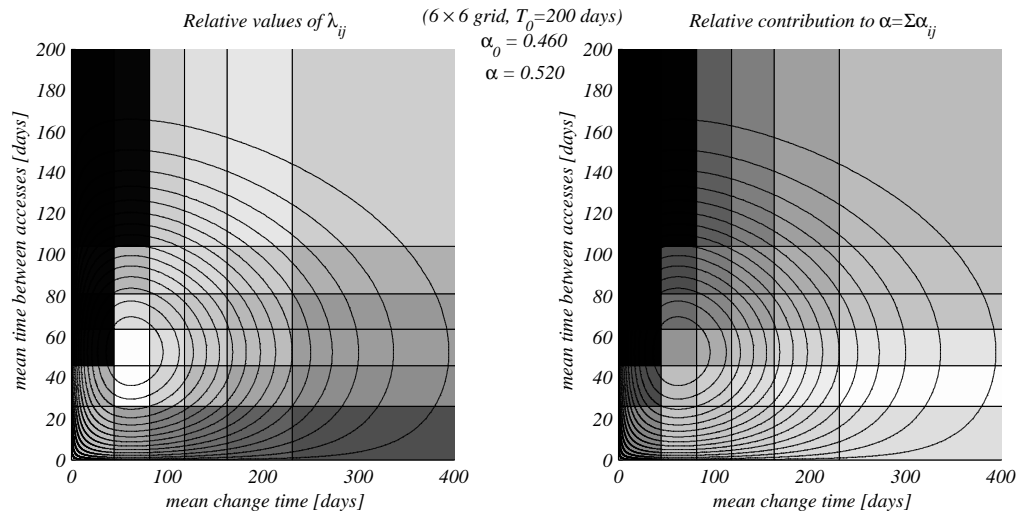 Relative values of λij
(6 × 6 grid, T0=200 days)
α0 = 0.460
α = 0.520
Relative contribution to α=Σαij
mean time between accesses [days]
200
180
160
140
120
100
80
60
40
20
0
0 100 200 300 400
mean change time [days]
mean time between accesses [days]
200
180
160
140
120
100
80
60
40
20
0
0 100 200 300 400
mean change time [days]